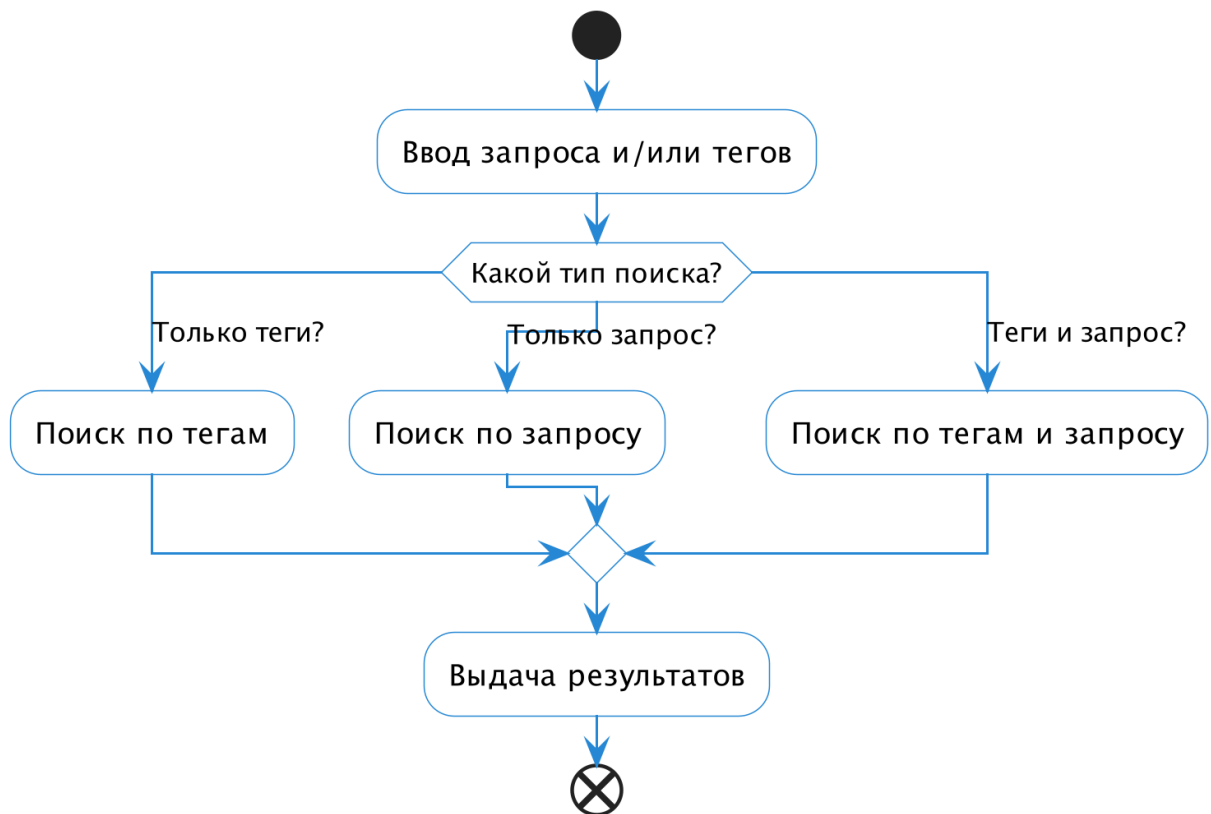 Ввод запроса и/или тегов
Какой тип поиска?
Только теги?
Только запрос?
Теги и запрос?
Поиск по тегам
Поиск по запросу
Поиск по тегам и запросу
Выдача результатов